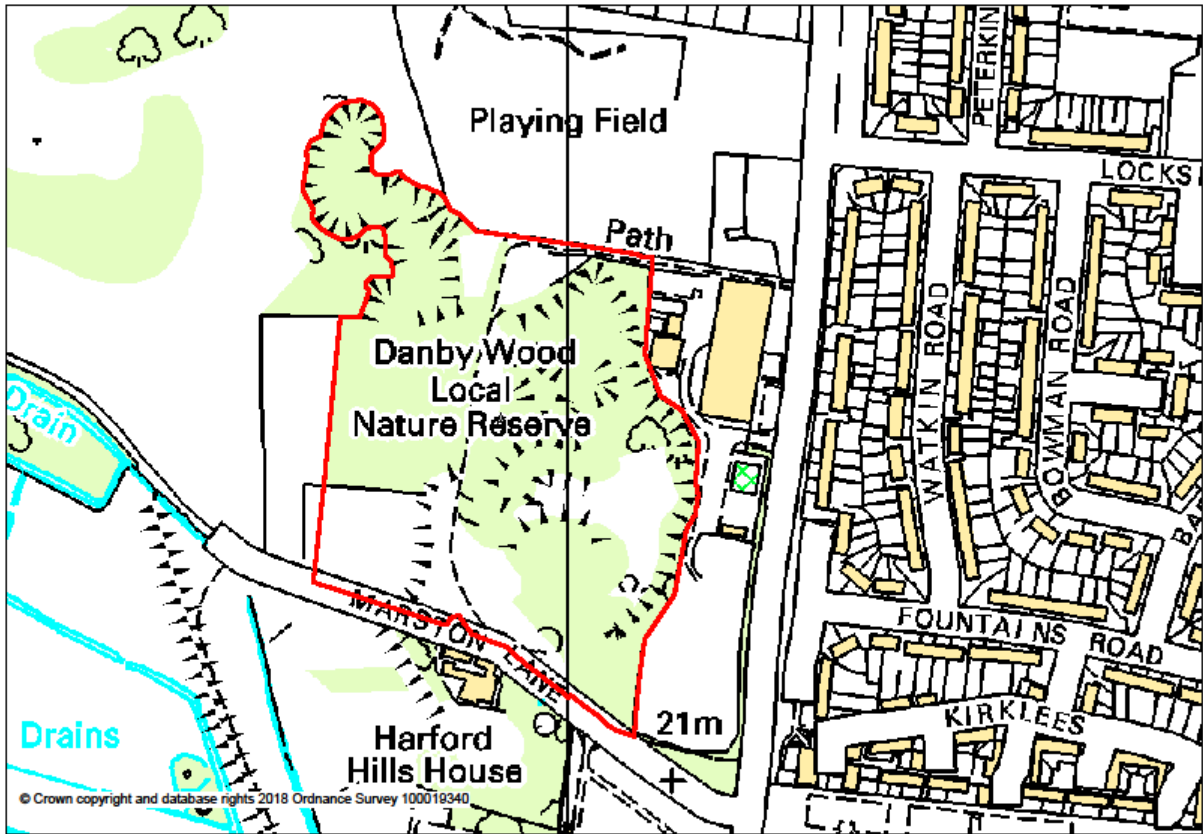 PETERKIN
Playing Field
LOCKS
Path
Danby Wood
Local
Nature Reserve
WATKIN ROAD
BOWMAN ROAD
BA
Drain
MARSTON LANE
FOUNTAINS ROAD
KIRKLEES
21m
Drains
Harford
Hills House
© Crown copyright and database rights 2018 Ordnance Survey 100019340